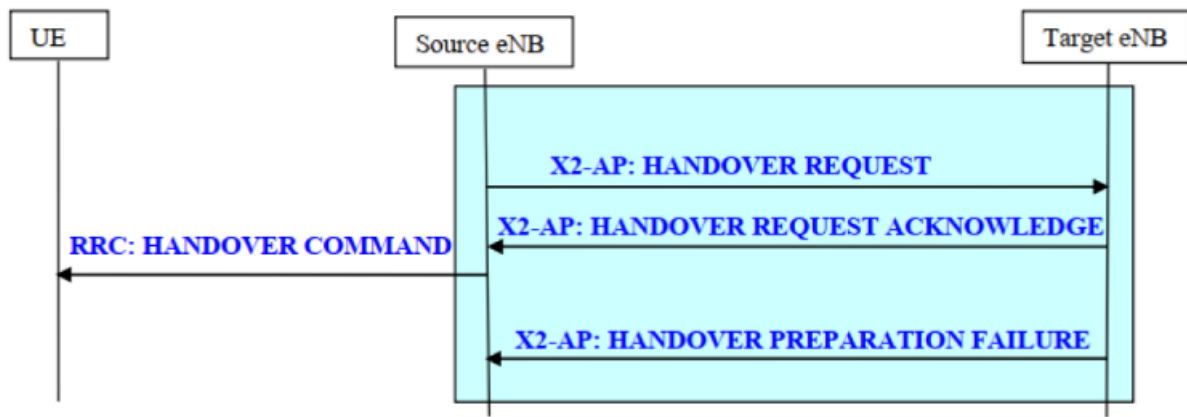 UE
Source eNB
Target eNB
X2-AP: HANDOVER REQUEST
X2-AP: HANDOVER REQUEST ACKNOWLEDGE
RRC: HANDOVER COMMAND
X2-AP: HANDOVER PREPARATION FAILURE